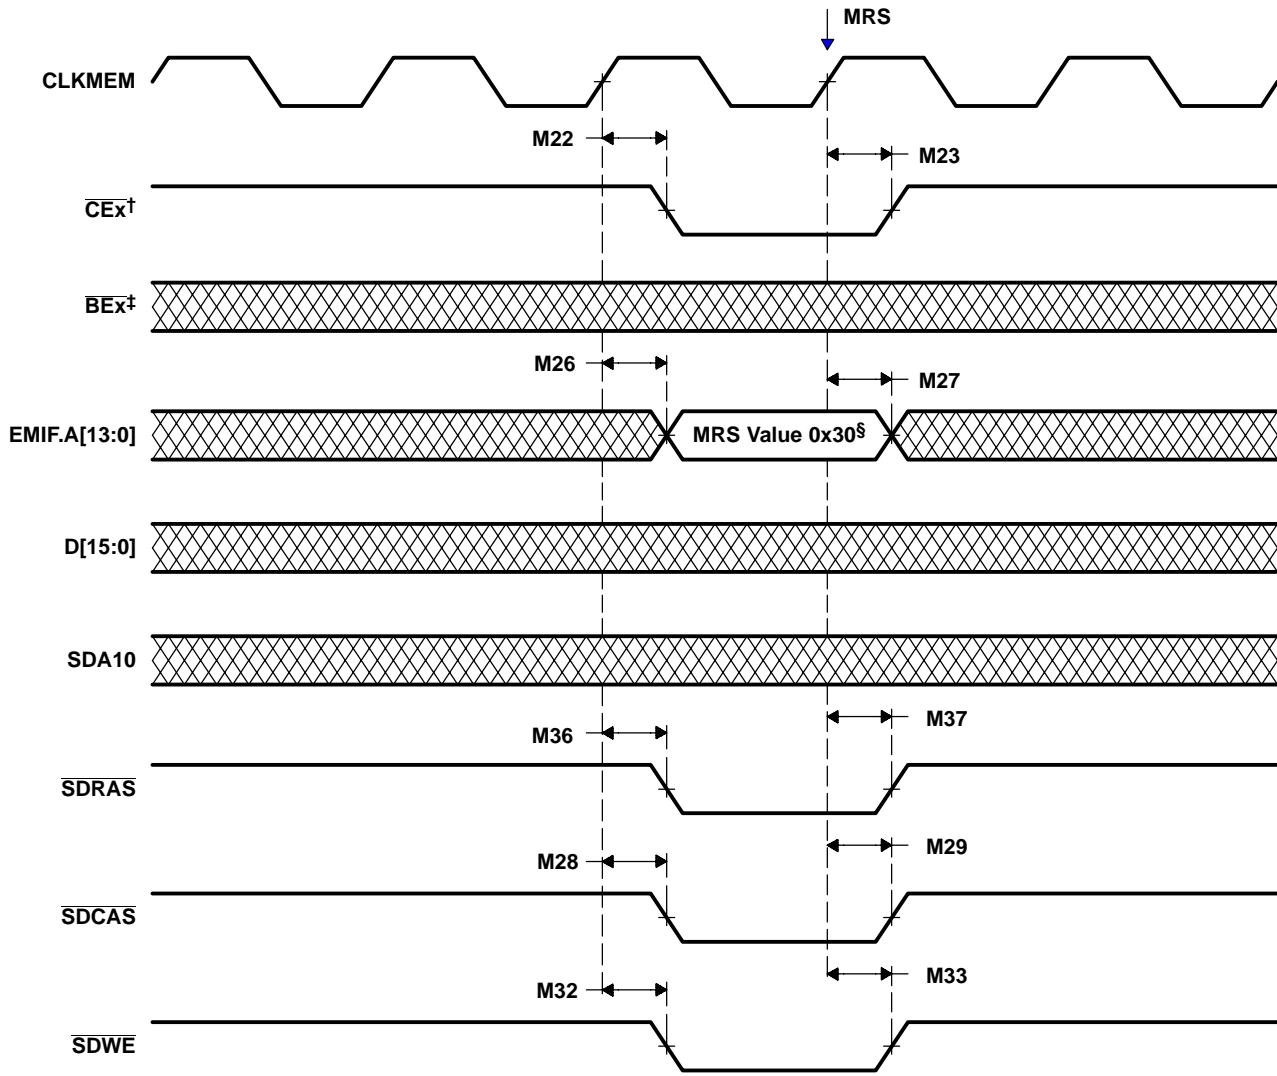 MRS
CLKMEM
M22
M23
CEx†
BEx‡
M26
M27
EMIF.A[13:0]
MRS Value 0x30§
D[15:0]
SDA10
M36
M37
SDRAS
M28
M29
SDCAS
M32
M33
SDWE